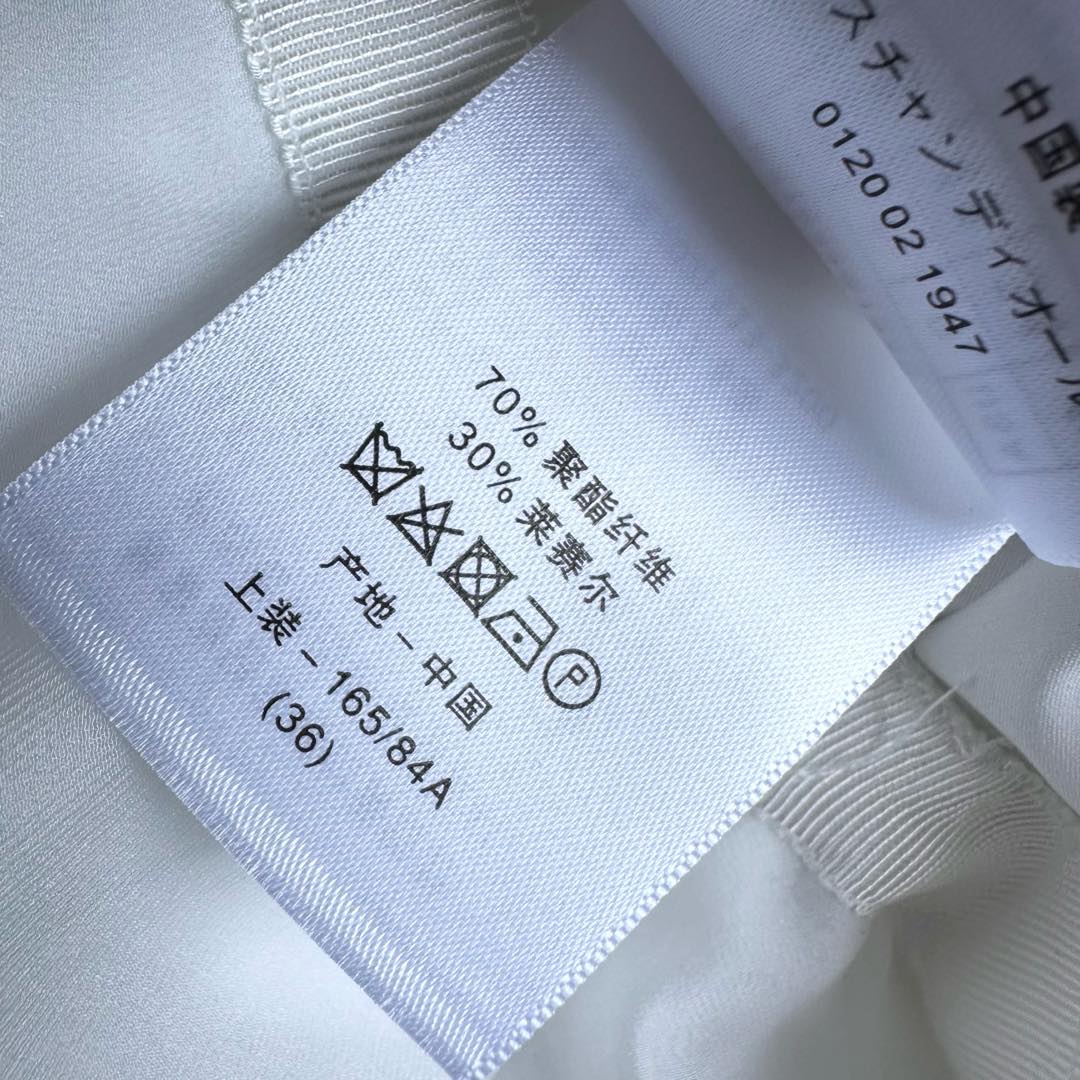 中国製
スチャンディオール
0120 02 1947
70% 聚酯纤维
30% 莱赛尔
P
产地 – 中国
上装 – 165/84A
(36)